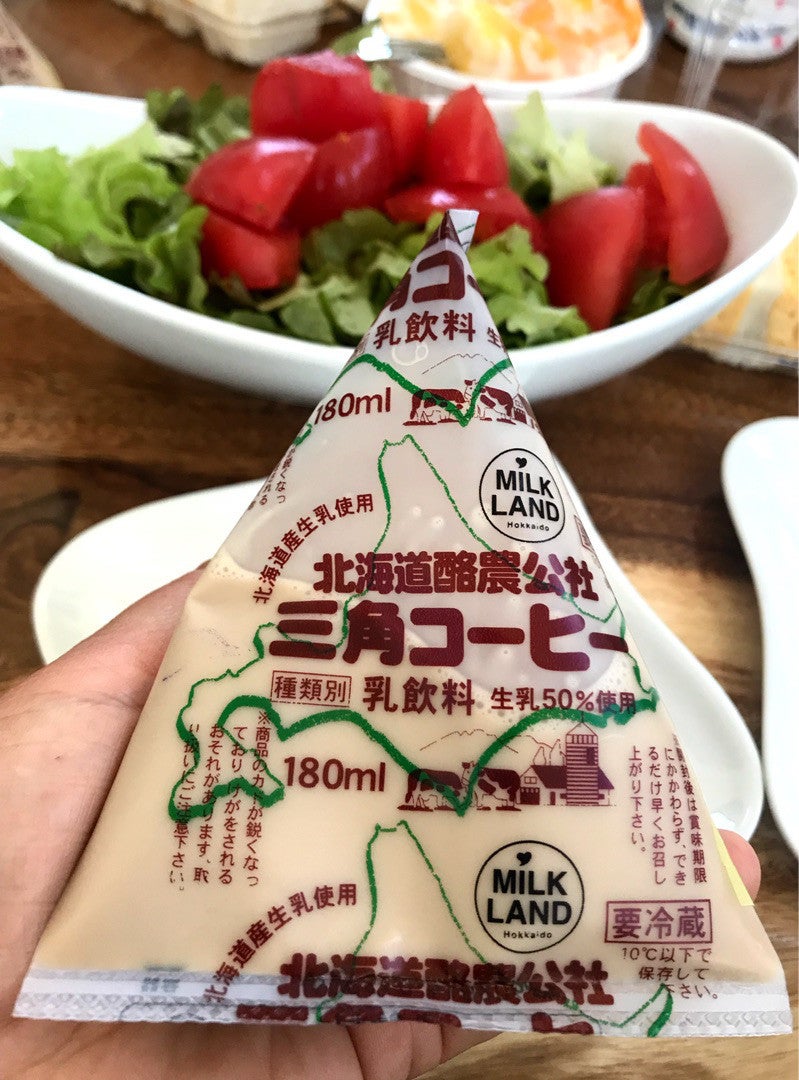 コー
乳飲料 生
180ml
北海道産生乳使用
MILK
LAND
Hokkaido
北海道酪農公社
三角コーヒー
種類別 乳飲料 生乳50%使用
180ml
※商品のカドが鋭くなっ
ており、けがをされる
おそれがあります、取
り扱いにご注意下さい。
開封後は賞味期限
にかかわらず、でき
るだけ早くお召し
上がり下さい。
北海道産生乳使用
MILK
LAND
Hokkaido
要冷蔵
10℃以下で
保存して
下さい。
北海道酪農公社